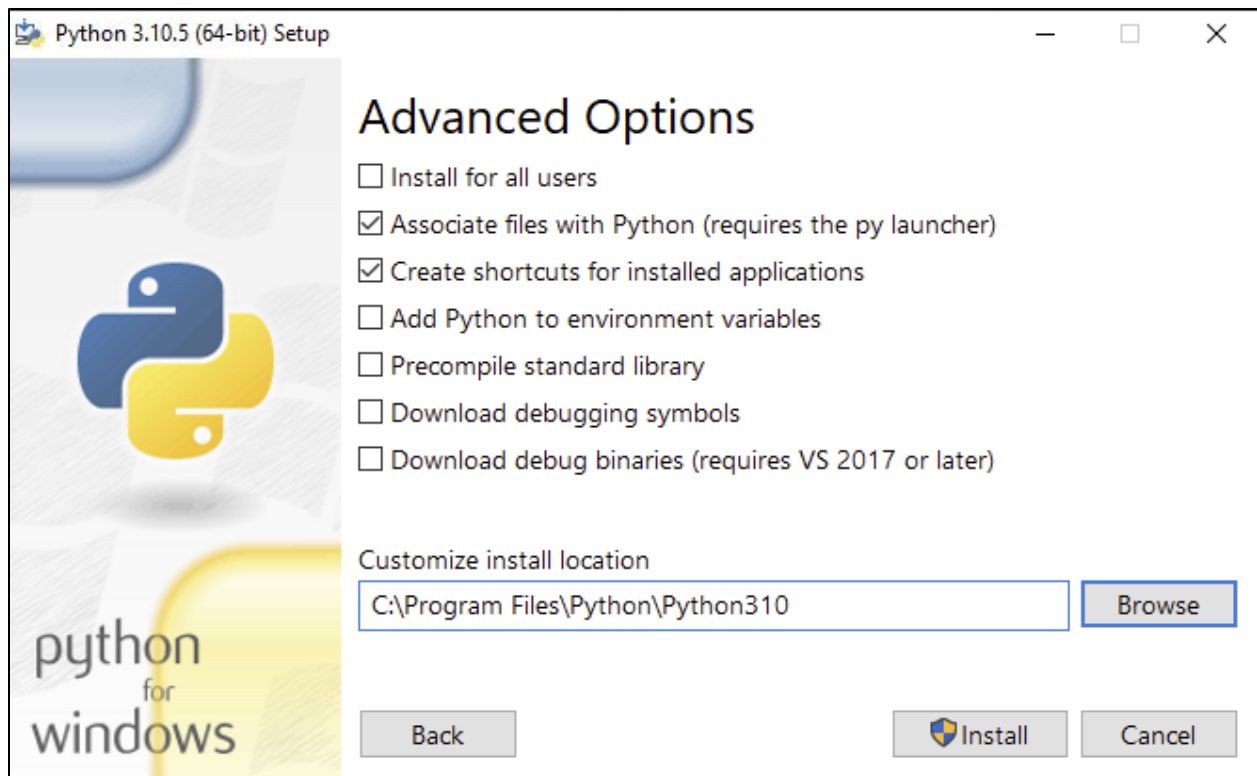 Python 3.10.5 (64-bit) Setup
Advanced Options
Install for all users
Associate files with Python (requires the py launcher)
Create shortcuts for installed applications
Add Python to environment variables
Precompile standard library
Download debugging symbols
Download debug binaries (requires VS 2017 or later)
Customize install location
C:\Program Files\Python\Python310
Browse
python
for
windows
Back
Install
Cancel